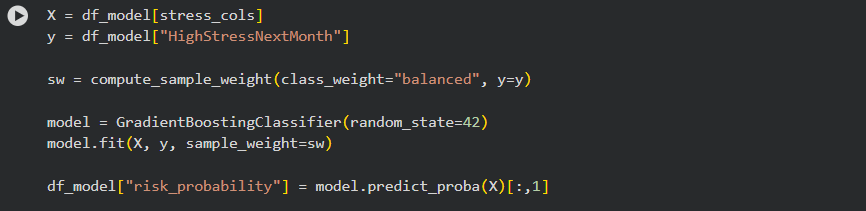 X = df_model[stress_cols]
y = df_model["HighStressNextMonth"]
sw = compute_sample_weight(class_weight="balanced", y=y)
model = GradientBoostingClassifier(random_state=42)
model.fit(X, y, sample_weight=sw)
df_model["risk_probability"] = model.predict_proba(X)[:,1]